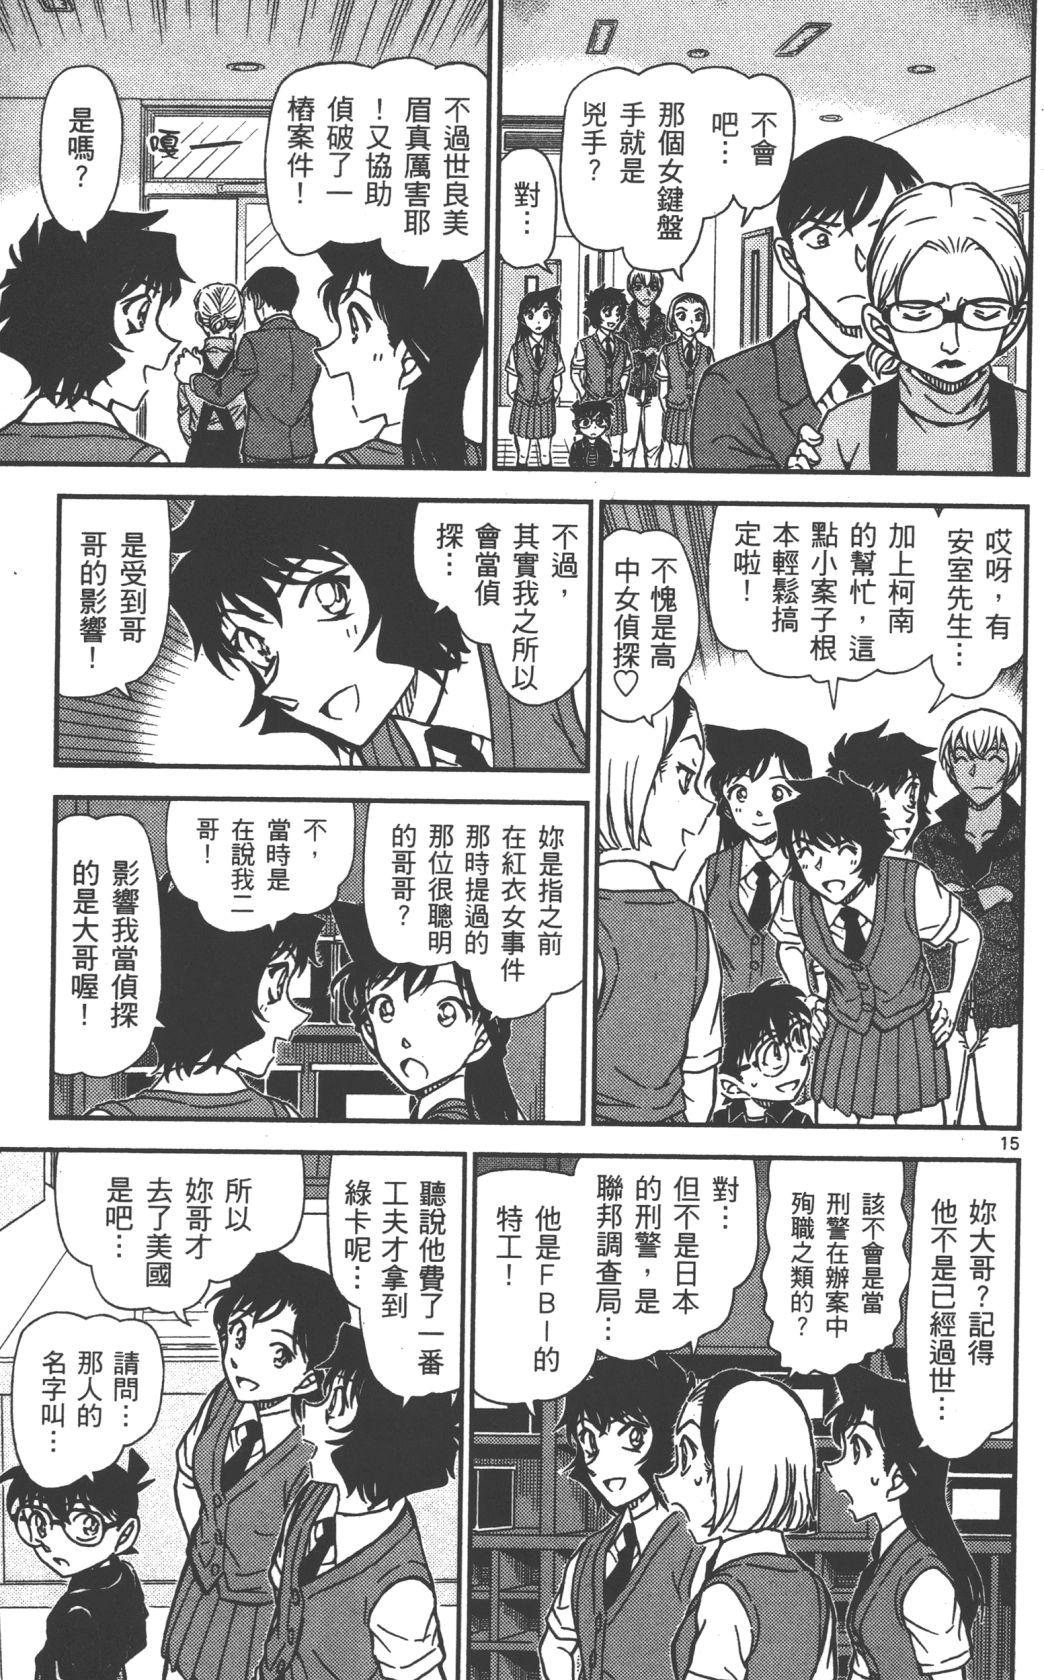 不會
吧…
那個女鍵盤
手就是
兇手？
對…
不過世良美
眉真厲害耶
！又協助
偵破了一
樁案件！
嘎——
是嗎？
哎呀，有
安室先生…
加上柯南
的幫忙，這
點小案子根
本輕鬆搞
定啦！
不愧是高
中女偵探♡
不過，
其實我之所以
會當偵
探…
是受到哥
哥的影響！
妳是指之前
在紅衣女事件
那時提過的
那位很聰明
的哥哥？
不，
當時是
在說我二
哥！
影響我當偵探
的是大哥喔！
15
妳大哥？記得
他不是已經過世…
該不會是當
刑警在辦案中
殉職之類的？
對…
但不是日本
的刑警，是
聯邦調查局…
他是FBI的
特工！
聽說他費了一番
工夫才拿到
綠卡呢…
所以
妳哥才
去了美國
是吧…
請問…
那人的
名字叫…